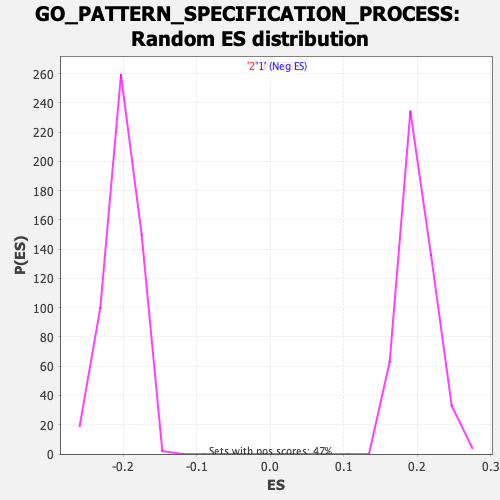 GO_PATTERN_SPECIFICATION_PROCESS:
Random ES distribution
'2''1' (Neg ES)
260
240
220
200
180
160
140
120
100
80
60
40
20
0
P(ES)
Sets with pos scores: 47%
-0.2 -0.1 0.0 0.1 0.2 0.3
ES